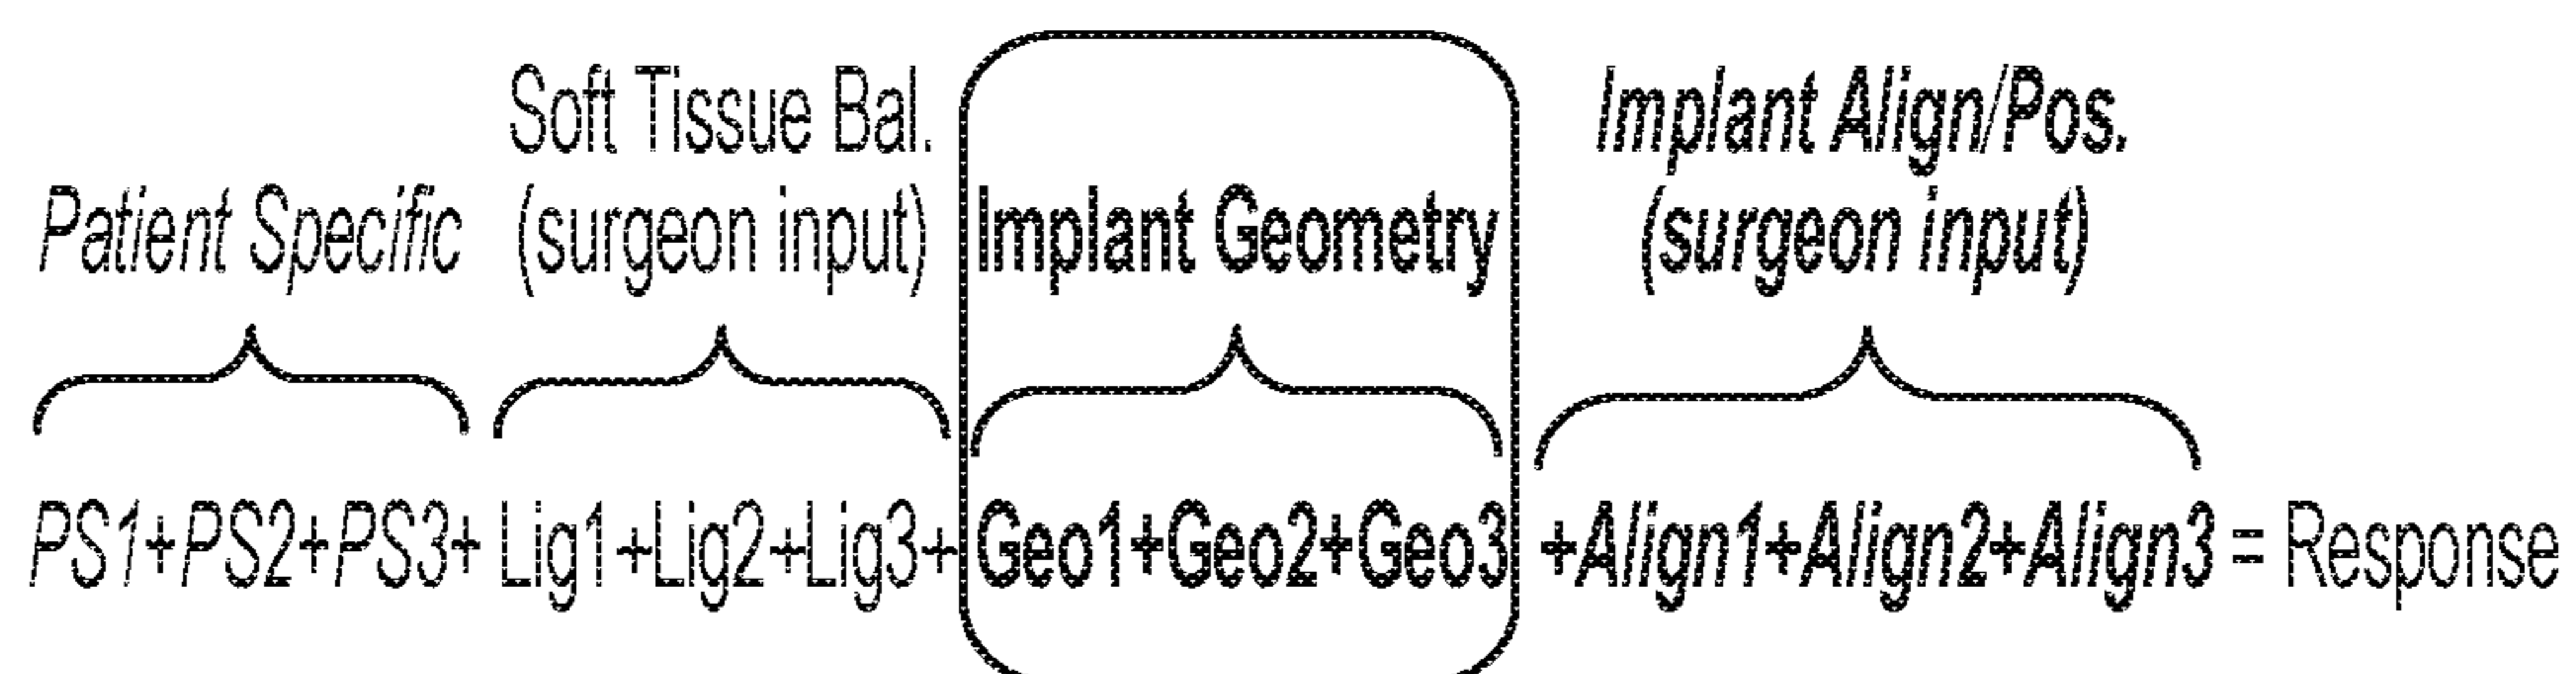 Soft Tissue Bal.
Implant Align/Pos.
Patient Specific (surgeon input) Implant Geometry (surgeon input)
PS1+PS2+PS3+ Lig1+Lig2+Lig3+ Geo1+Geo2+Geo3 +Align1+Align2+Align3 = Response